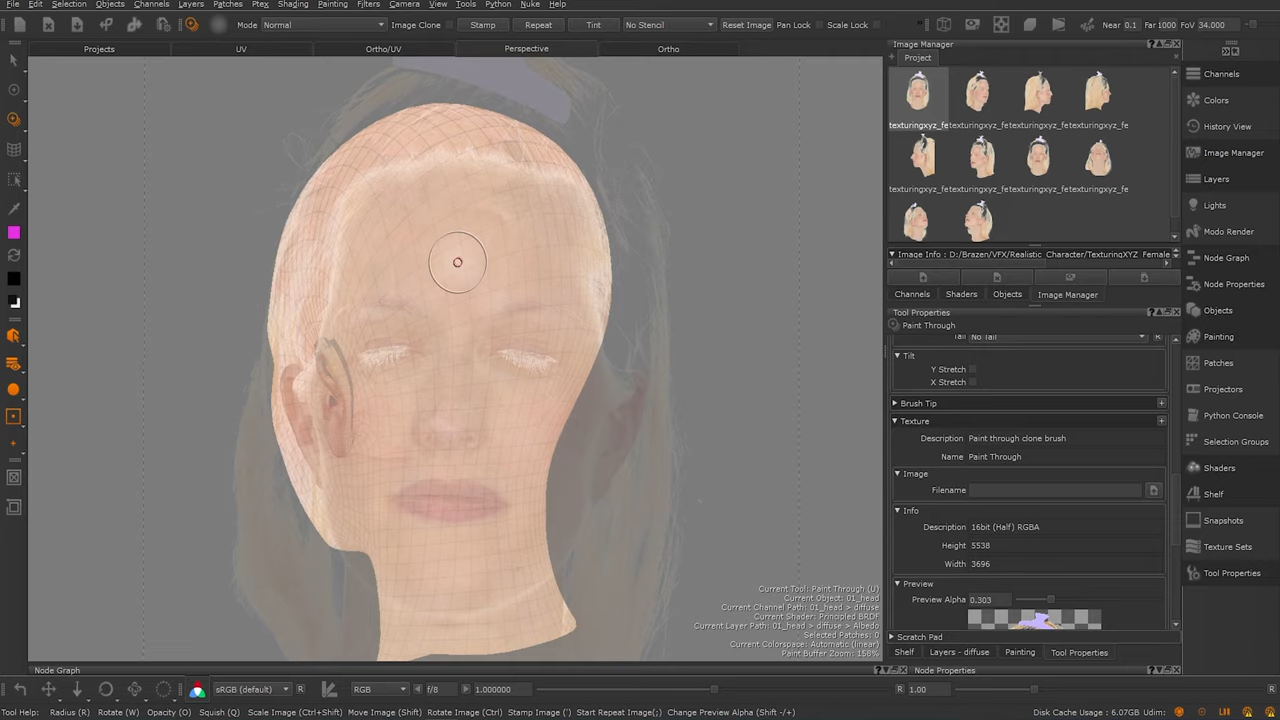 File Edit Selection Objects Channels Layers Patches Ptex Shading Painting Filters Camera View Tools Python Nuke Help
Mode Normal Image Clone Stamp Repeat Tint No Stencil Reset Image Pan Lock Scale Lock Near 0.1 Far 1000 FoV 34.000
Projects UV Ortho/UV Perspective Ortho
Image Manager
Project
texturingxyz_fe texturingxyz_fe texturingxyz_fe texturingxyz_fe
texturingxyz_fe texturingxyz_fe texturingxyz_fe texturingxyz_fe
Image Info : D:/Brazen/VFX/Realistic Character/TexturingXYZ Female
Channels Shaders Objects Image Manager
Tool Properties
Paint Through
No Tail R
Tilt
Y Stretch
X Stretch
Brush Tip
Texture
Description Paint through clone brush
Name Paint Through
Image
Filename
Info
Description 16bit (Half) RGBA
Height 5538
Width 3696
Preview
Preview Alpha 0.303
Scratch Pad
Shelf Layers - diffuse Painting Tool Properties
Channels
Colors
History View
Image Manager
Layers
Lights
Modo Render
Node Graph
Node Properties
Objects
Painting
Patches
Projectors
Python Console
Selection Groups
Shaders
Shelf
Snapshots
Texture Sets
Tool Properties
Current Tool: Paint Through (U)
Current Object: 01_head
Current Channel Path: 01_head > diffuse
Current Shader: Principled BRDF
Current Layer Path: 01_head > diffuse > Albedo
Selected Patches: 0
Current Colorspace: Automatic (linear)
Paint Buffer Zoom: 158%
Node Graph Node Properties
sRGB (default) R RGB f/8 1.000000 R 1.00 R
Tool Help: Radius (R) Rotate (W) Opacity (O) Squish (Q) Scale Image (Ctrl+Shift) Move Image (Shift) Rotate Image (Ctrl) Stamp Image (') Start Repeat Image(;) Change Preview Alpha (Shift -/+) Disk Cache Usage: 6.07GB Udim: